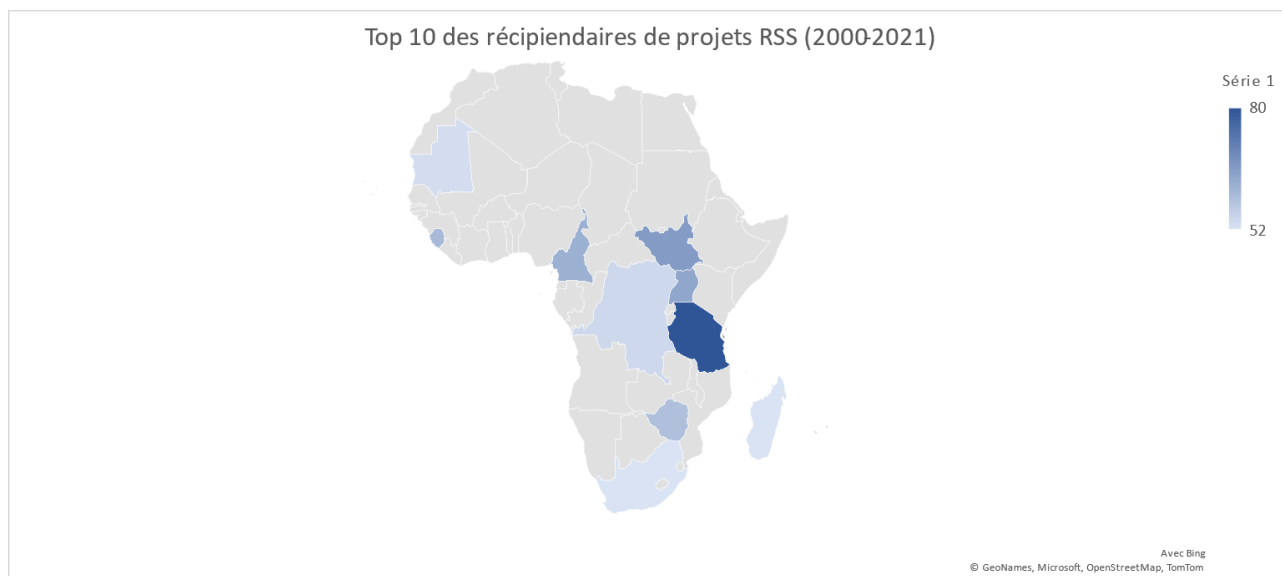 Top 10 des récipiendaires de projets RSS (2000-2021)
Série 1
80
52
Avec Bing
© GeoNames, Microsoft, OpenStreetMap, TomTom